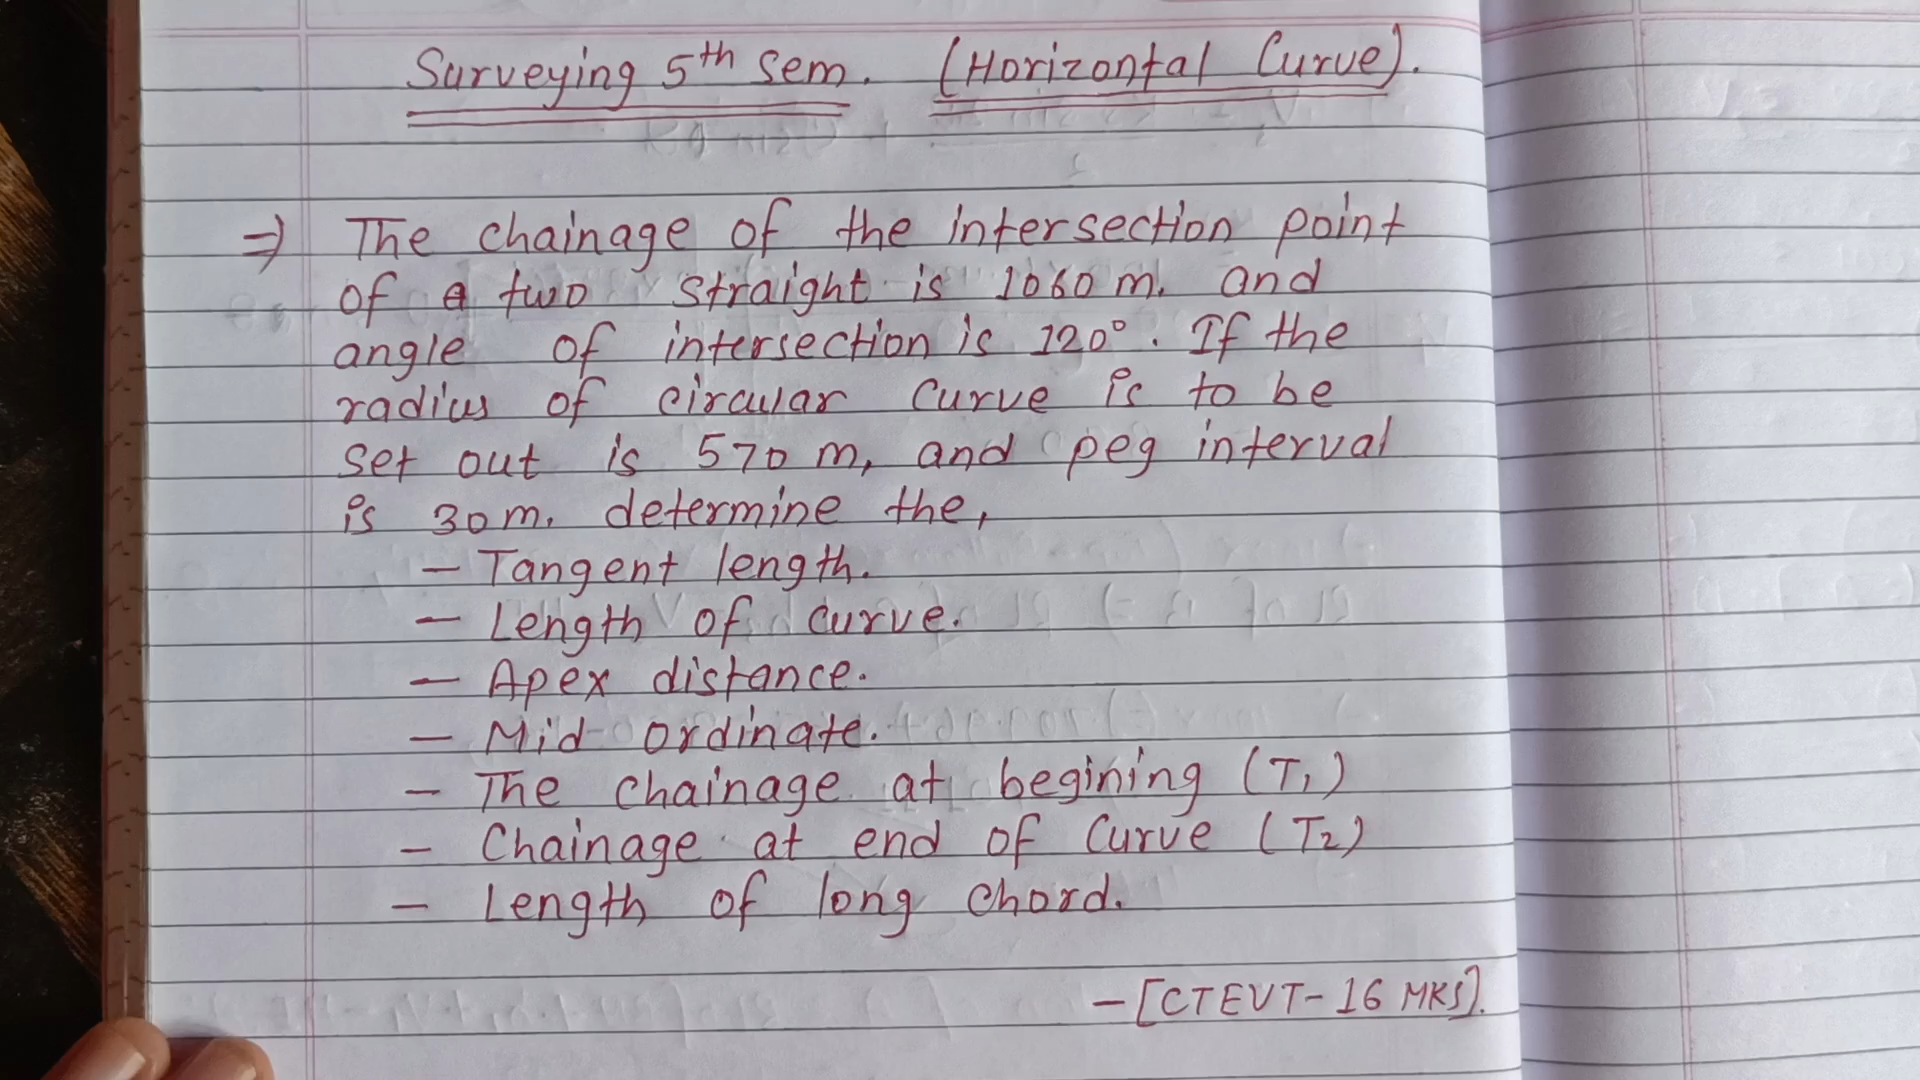 Surveying 5th sem. (Horizontal Curve).
⇒ The chainage of the intersection point
of a two straight is 1060 m. and
angle of intersection is 120°. If the
radius of circular curve is to be
set out is 570 m, and peg interval
is 30m. determine the,
- Tangent length.
- Length of curve.
- Apex distance.
- Mid ordinate.
- The chainage at begining (T1)
- Chainage at end of Curve (T2)
- Length of long chord.
-[CTEVT- 16 MKS].